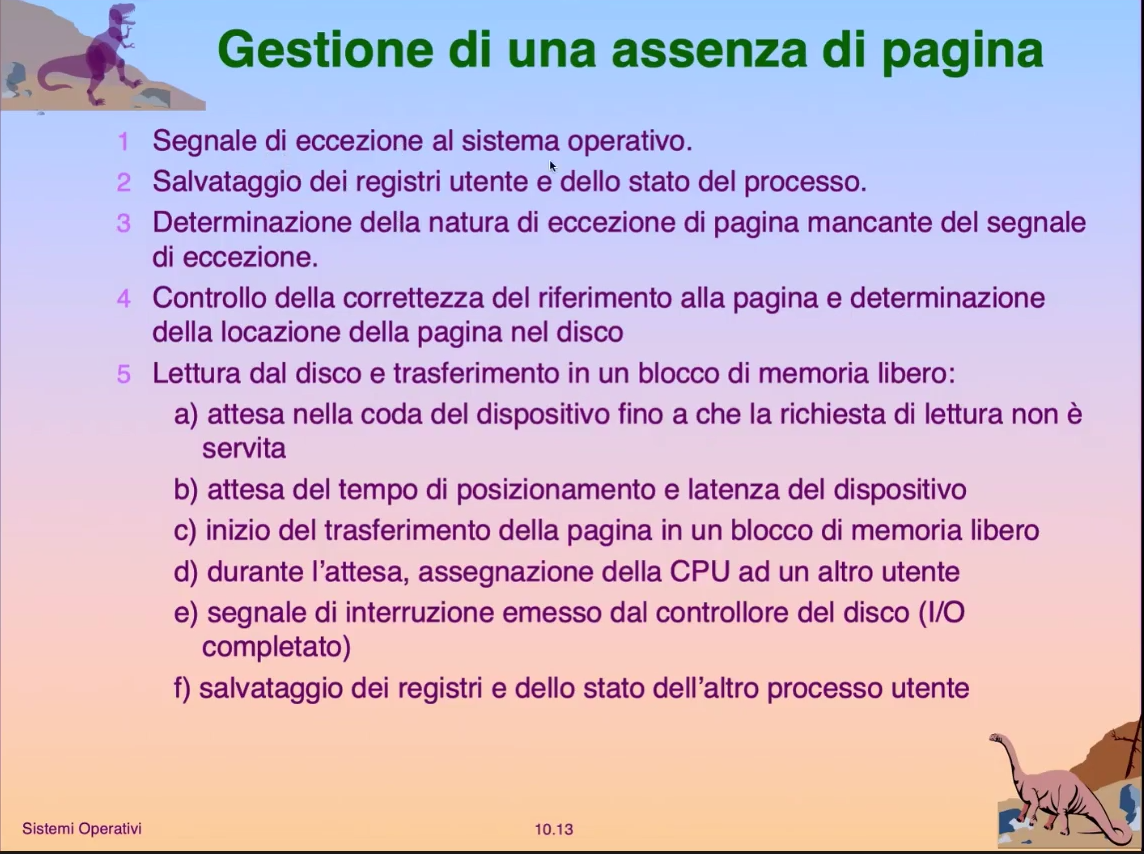 Gestione di una assenza di pagina
1 Segnale di eccezione al sistema operativo.
2 Salvataggio dei registri utente e dello stato del processo.
3 Determinazione della natura di eccezione di pagina mancante del segnale
di eccezione.
4 Controllo della correttezza del riferimento alla pagina e determinazione
della locazione della pagina nel disco
5 Lettura dal disco e trasferimento in un blocco di memoria libero:
a) attesa nella coda del dispositivo fino a che la richiesta di lettura non è
servita
b) attesa del tempo di posizionamento e latenza del dispositivo
c) inizio del trasferimento della pagina in un blocco di memoria libero
d) durante l'attesa, assegnazione della CPU ad un altro utente
e) segnale di interruzione emesso dal controllore del disco (I/O
completato)
f) salvataggio dei registri e dello stato dell'altro processo utente
Sistemi Operativi
10.13